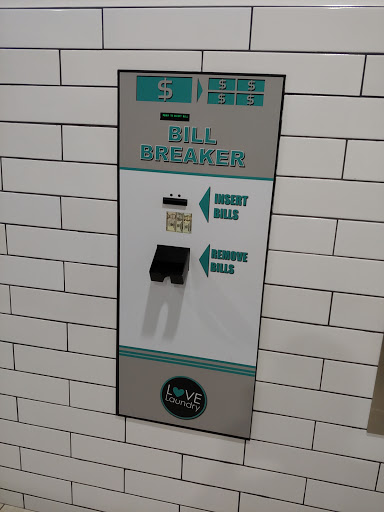 $ $ $
$ $
BILL
BREAKER
INSERT
BILLS
REMOVE
BILLS
LOVE
Laundry